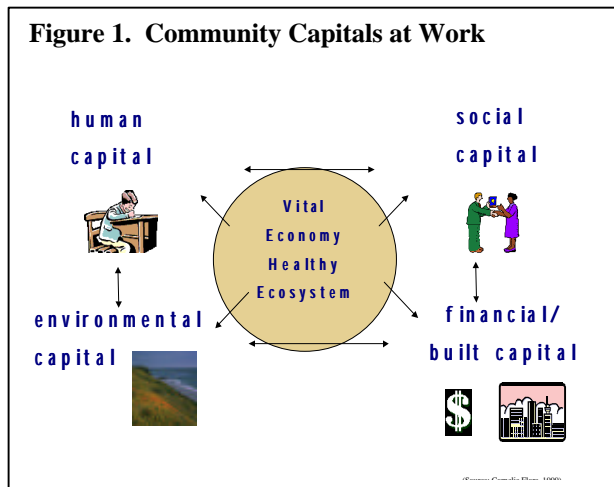 Figure 1. Community Capitals at Work
human
capital
social
capital
Vital
Economy
Healthy
Ecosystem
environmental
capital
financial/
built capital
$